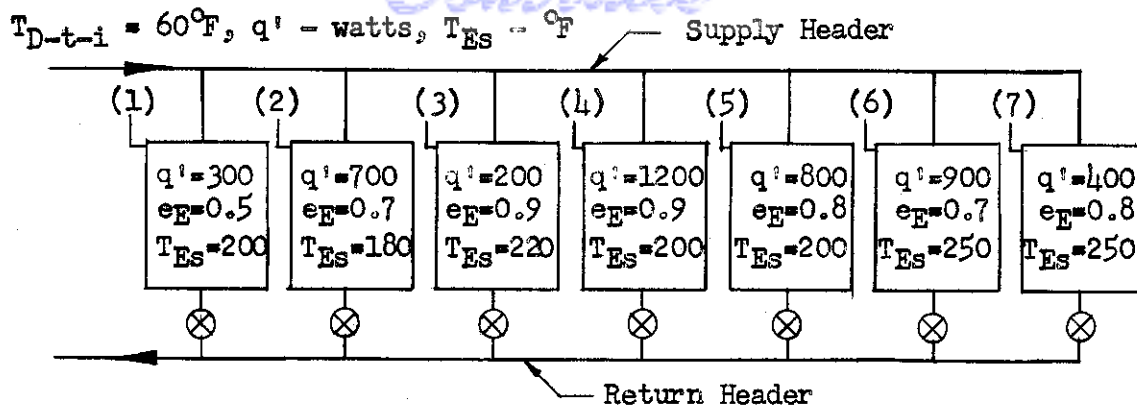 T_D-t-i = 60°F, q' - watts, T_Es - °F
Supply Header
(1) (2) (3) (4) (5) (6) (7)
q'=300 q'=700 q'=200 q'=1200 q'=800 q'=900 q'=400
e_E=0.5 e_E=0.7 e_E=0.9 e_E=0.9 e_E=0.8 e_E=0.7 e_E=0.8
T_Es=200 T_Es=180 T_Es=220 T_Es=200 T_Es=200 T_Es=250 T_Es=250
Return Header